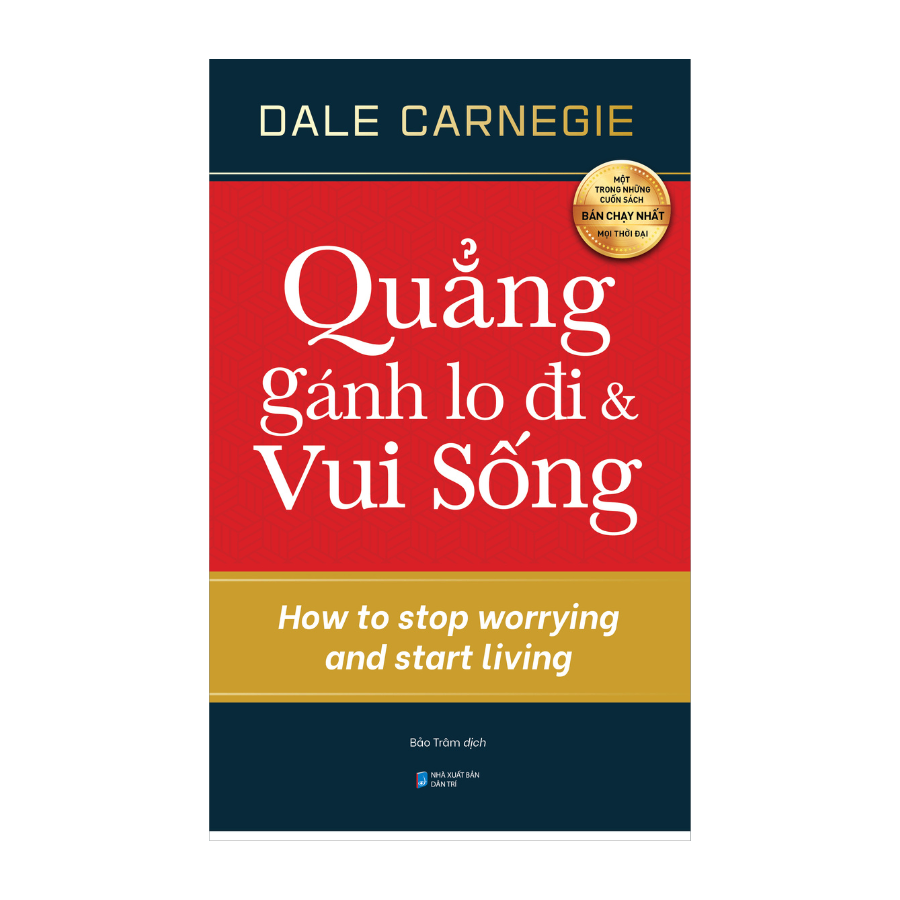 DALE CARNEGIE
MỘT
TRONG NHỮNG
CUỐN SÁCH
BÁN CHẠY NHẤT
MỌI THỜI ĐẠI
Quẳng
gánh lo đi &
Vui Sống
How to stop worrying
and start living
Bảo Trâm dịch
NHÀ XUẤT BẢN
DÂN TRÍ